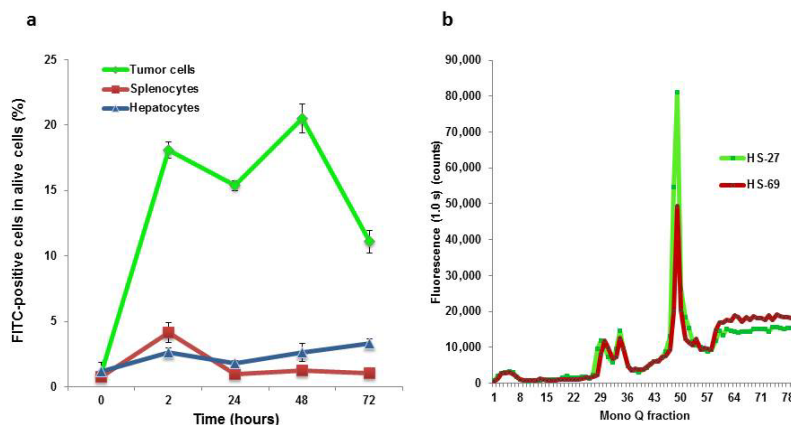 a
25
20
15
10
5
0
FITC-positive cells in alive cells (%)
Tumor cells
Splenocytes
Hepatocytes
0 2 24 48 72
Time (hours)
b
90,000
80,000
70,000
60,000
50,000
40,000
30,000
20,000
10,000
0
Fluorescence (1.0 s) (counts)
HS-27
HS-69
1 8 15 22 29 36 43 50 57 64 71 78
Mono Q fraction